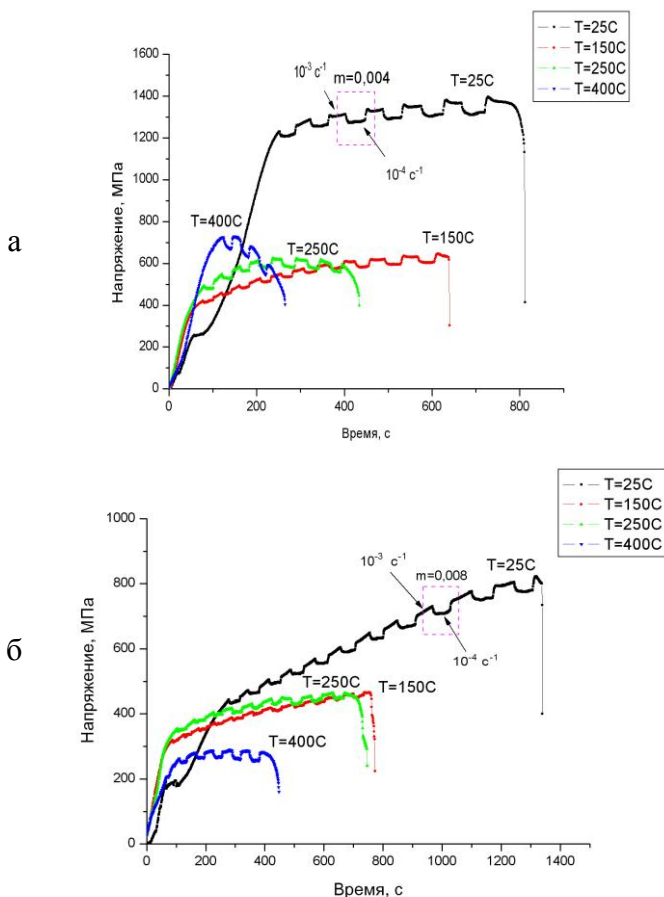 а
T=25C
T=150C
T=250C
T=400C
1600
1400
1200
1000
800
600
400
200
0
Напряжение, МПа
10⁻³ c⁻¹
m=0,004
T=25C
10⁻⁴ c⁻¹
T=400C
T=250C
T=150C
0 200 400 600 800
Время, с
б
T=25C
T=150C
T=250C
T=400C
1000
800
600
400
200
0
Напряжение, МПа
10⁻³ c⁻¹
m=0,008
T=25C
10⁻⁴ c⁻¹
T=250C
T=150C
T=400C
0 200 400 600 800 1000 1200 1400
Время, с